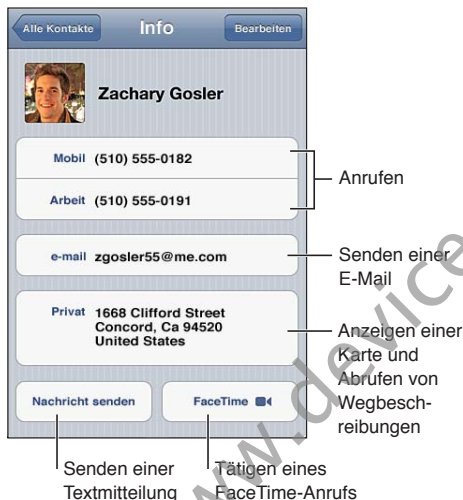 Alle Kontakte Info Bearbeiten
Zachary Gosler
Mobil (510) 555-0182
Arbeit (510) 555-0191
Anrufen
e-mail zgosler55@me.com
Senden einer
E-Mail
Privat 1668 Clifford Street
Concord, Ca 94520
United States
Anzeigen einer
Karte und
Abrufen von
Wegbesch-
reibungen
Nachricht senden FaceTime
Senden einer
Textmitteilung
Tätigen eines
FaceTime-Anrufs
www.device